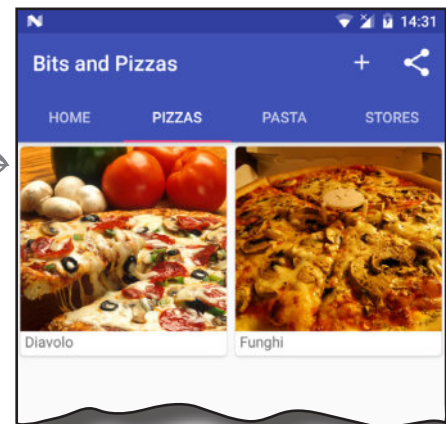 14:31
Bits and Pizzas
HOME PIZZAS PASTA STORES
Diavolo Funghi